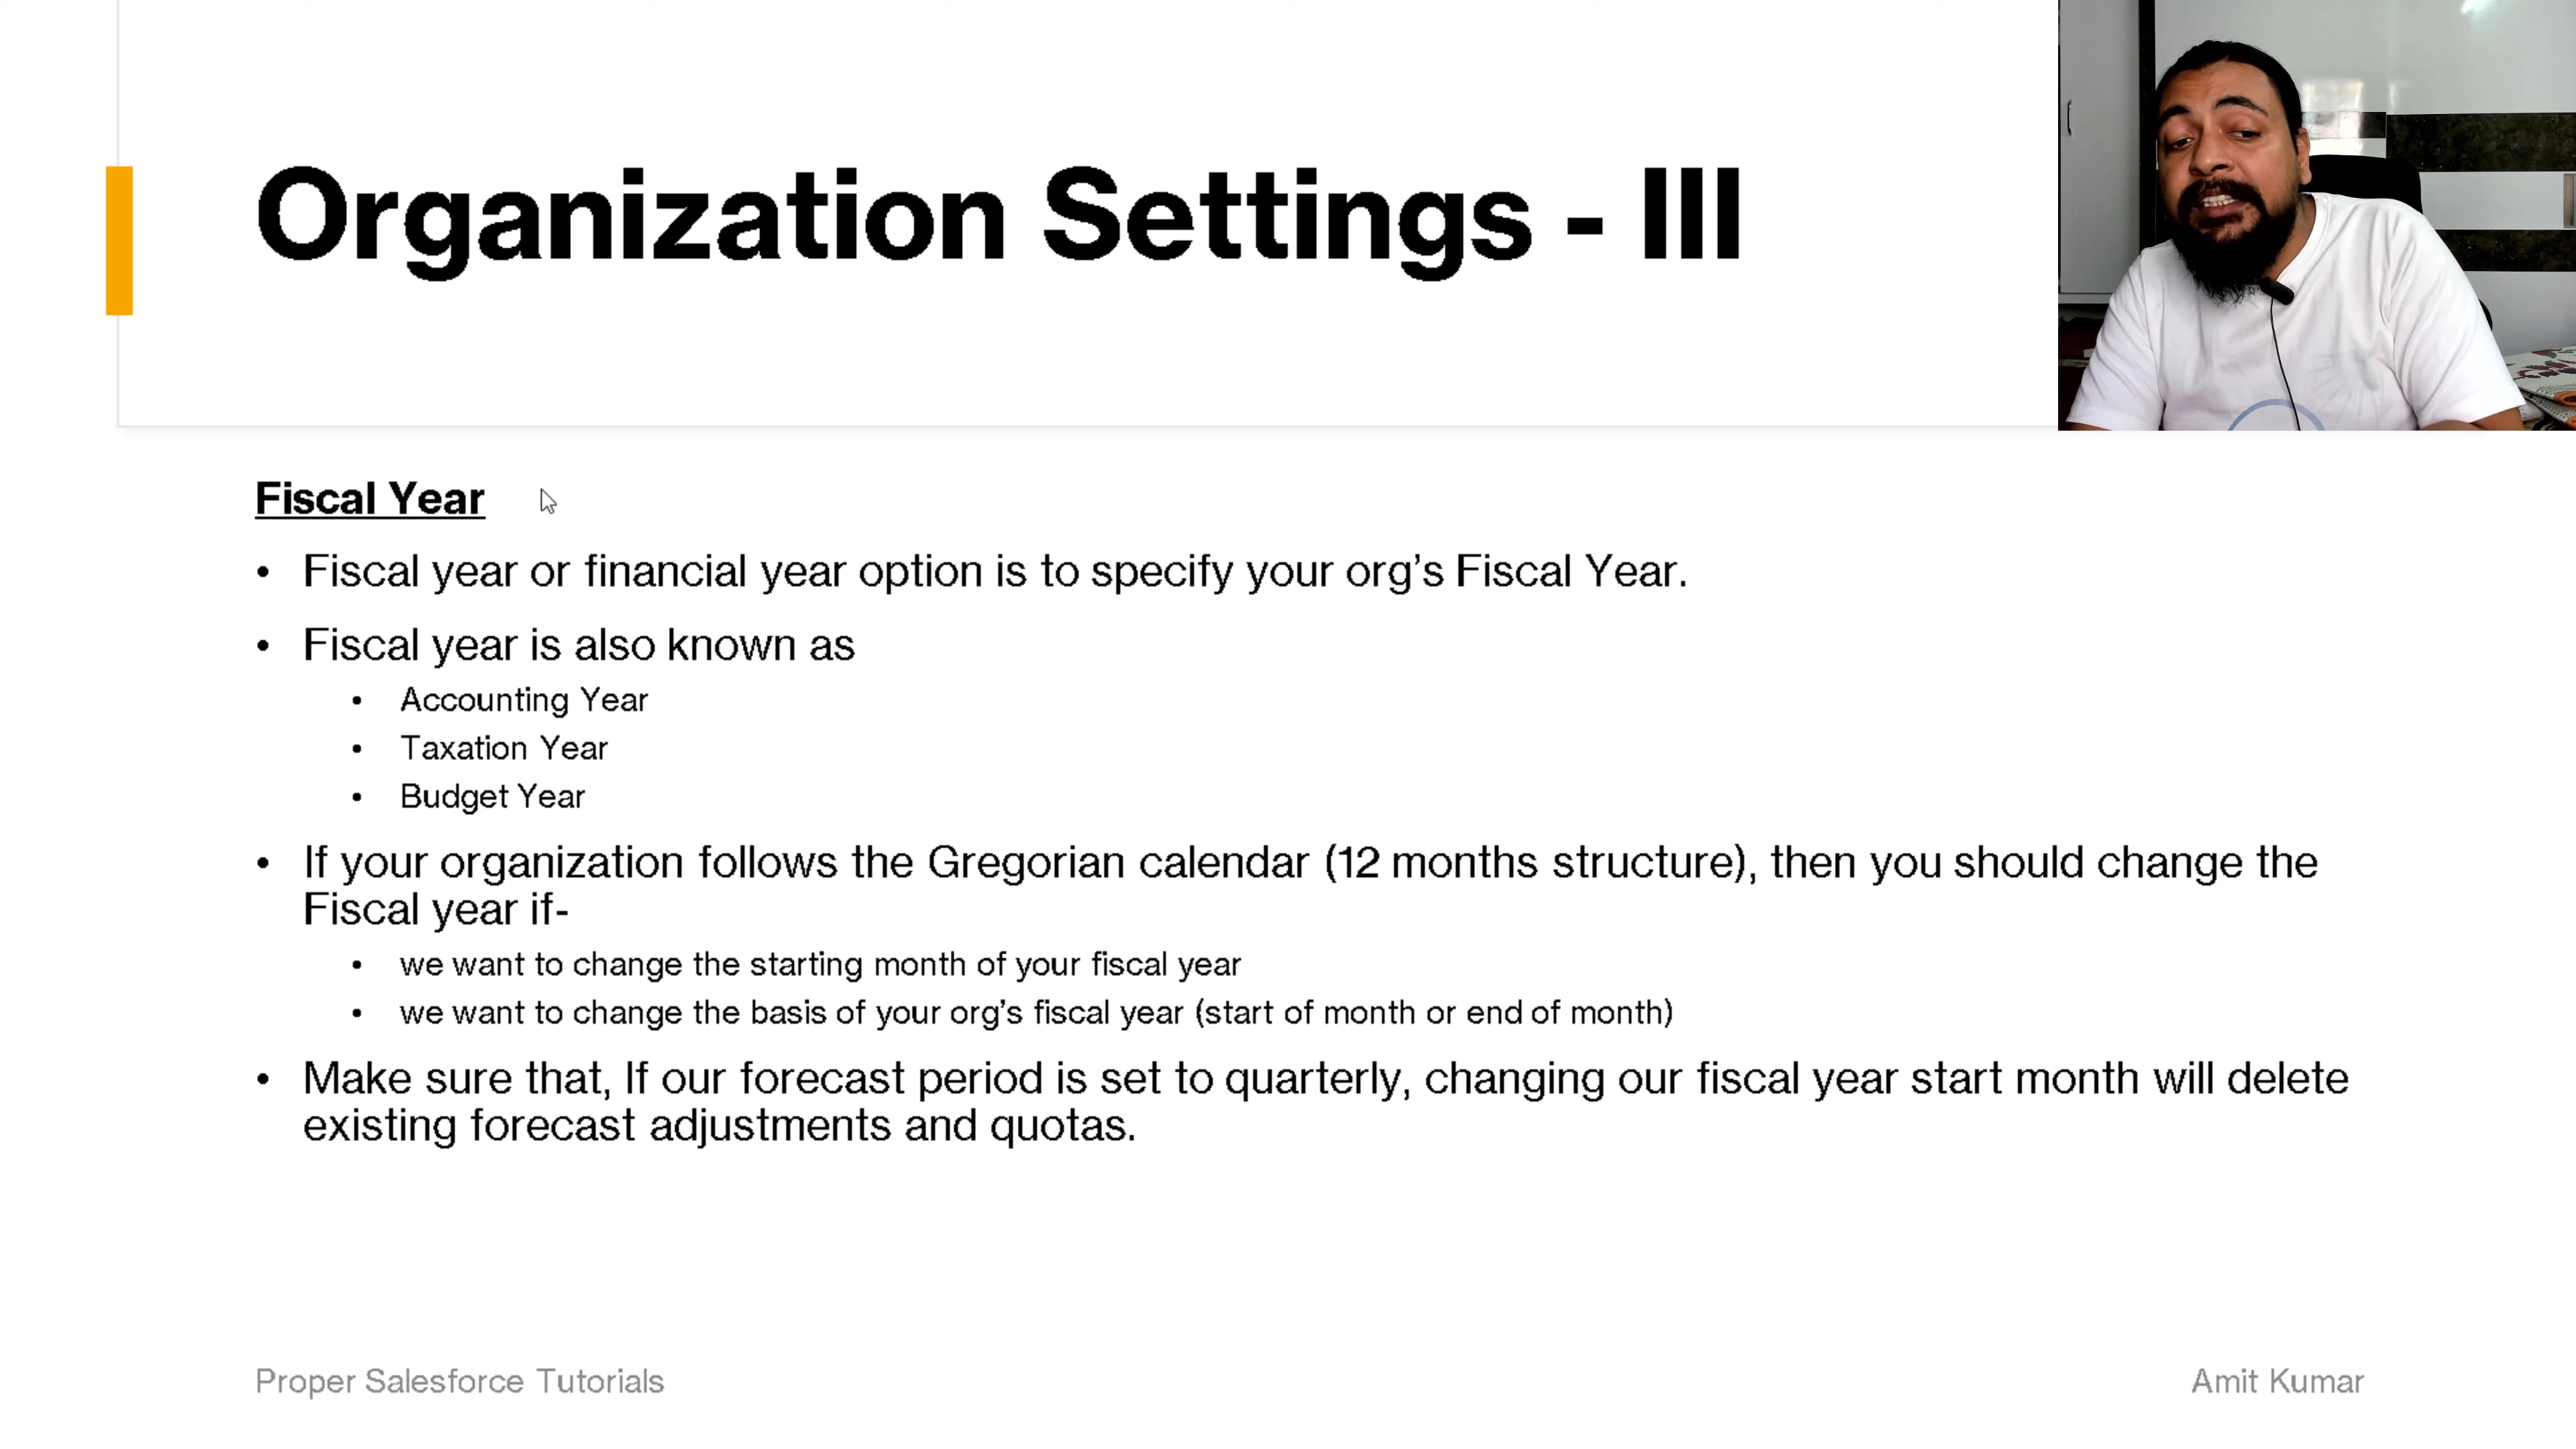 Organization Settings - III
Fiscal Year
• Fiscal year or financial year option is to specify your org’s Fiscal Year.
• Fiscal year is also known as
• Accounting Year
• Taxation Year
• Budget Year
• If your organization follows the Gregorian calendar (12 months structure), then you should change the
Fiscal year if-
• we want to change the starting month of your fiscal year
• we want to change the basis of your org’s fiscal year (start of month or end of month)
• Make sure that, If our forecast period is set to quarterly, changing our fiscal year start month will delete
existing forecast adjustments and quotas.
Proper Salesforce Tutorials
Amit Kumar